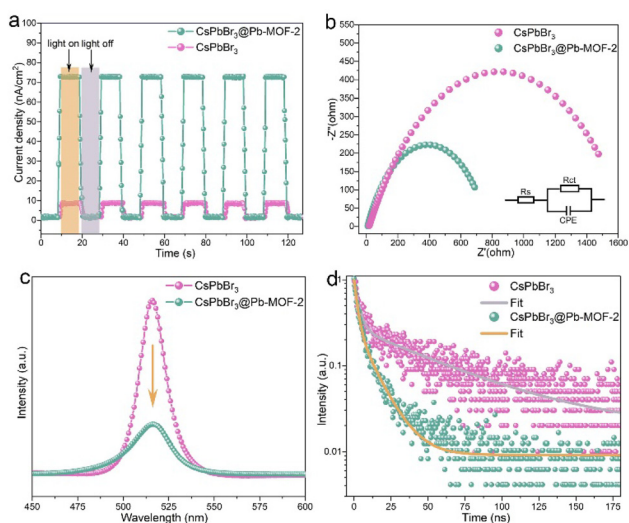 a
light on light off
CsPbBr₃@Pb-MOF-2
CsPbBr₃
Current density (nA/cm²)
100
90
80
70
60
50
40
30
20
10
0
0 20 40 60 80 100 120
Time (s)
b
CsPbBr₃
CsPbBr₃@Pb-MOF-2
-Z''(ohm)
-500
-450
-400
-350
-300
-250
-200
-150
-100
-50
0
0 200 400 600 800 1000 1200 1400 1600
Z'(ohm)
Rs
Rct
CPE
c
CsPbBr₃
CsPbBr₃@Pb-MOF-2
Intensity (a.u.)
450 475 500 525 550 575 600
Wavelength (nm)
d
CsPbBr₃
Fit
CsPbBr₃@Pb-MOF-2
Fit
Intensity (a.u.)
1
0.1
0.01
0 25 50 75 100 125 150 175
Time (ns)